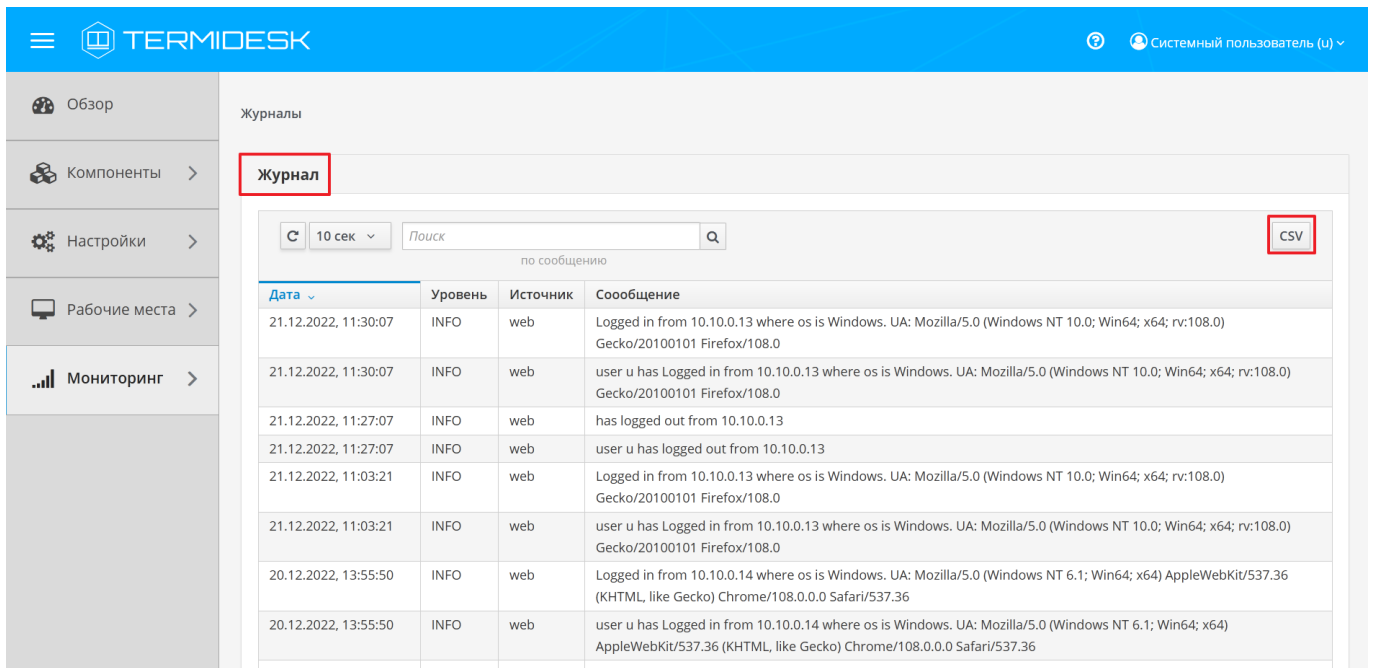 TERMIDESK
Системный пользователь (u)
Обзор
Компоненты
Настройки
Рабочие места
Мониторинг
Журналы
Журнал
10 сек
Поиск
CSV
по сообщению
Дата Уровень Источник Соообщение
21.12.2022, 11:30:07 INFO web Logged in from 10.10.0.13 where os is Windows. UA: Mozilla/5.0 (Windows NT 10.0; Win64; x64; rv:108.0)
Gecko/20100101 Firefox/108.0
21.12.2022, 11:30:07 INFO web user u has Logged in from 10.10.0.13 where os is Windows. UA: Mozilla/5.0 (Windows NT 10.0; Win64; x64; rv:108.0)
Gecko/20100101 Firefox/108.0
21.12.2022, 11:27:07 INFO web has logged out from 10.10.0.13
21.12.2022, 11:27:07 INFO web user u has logged out from 10.10.0.13
21.12.2022, 11:03:21 INFO web Logged in from 10.10.0.13 where os is Windows. UA: Mozilla/5.0 (Windows NT 10.0; Win64; x64; rv:108.0)
Gecko/20100101 Firefox/108.0
21.12.2022, 11:03:21 INFO web user u has Logged in from 10.10.0.13 where os is Windows. UA: Mozilla/5.0 (Windows NT 10.0; Win64; x64; rv:108.0)
Gecko/20100101 Firefox/108.0
20.12.2022, 13:55:50 INFO web Logged in from 10.10.0.14 where os is Windows. UA: Mozilla/5.0 (Windows NT 6.1; Win64; x64) AppleWebKit/537.36
(KHTML, like Gecko) Chrome/108.0.0.0 Safari/537.36
20.12.2022, 13:55:50 INFO web user u has Logged in from 10.10.0.14 where os is Windows. UA: Mozilla/5.0 (Windows NT 6.1; Win64; x64)
AppleWebKit/537.36 (KHTML, like Gecko) Chrome/108.0.0.0 Safari/537.36